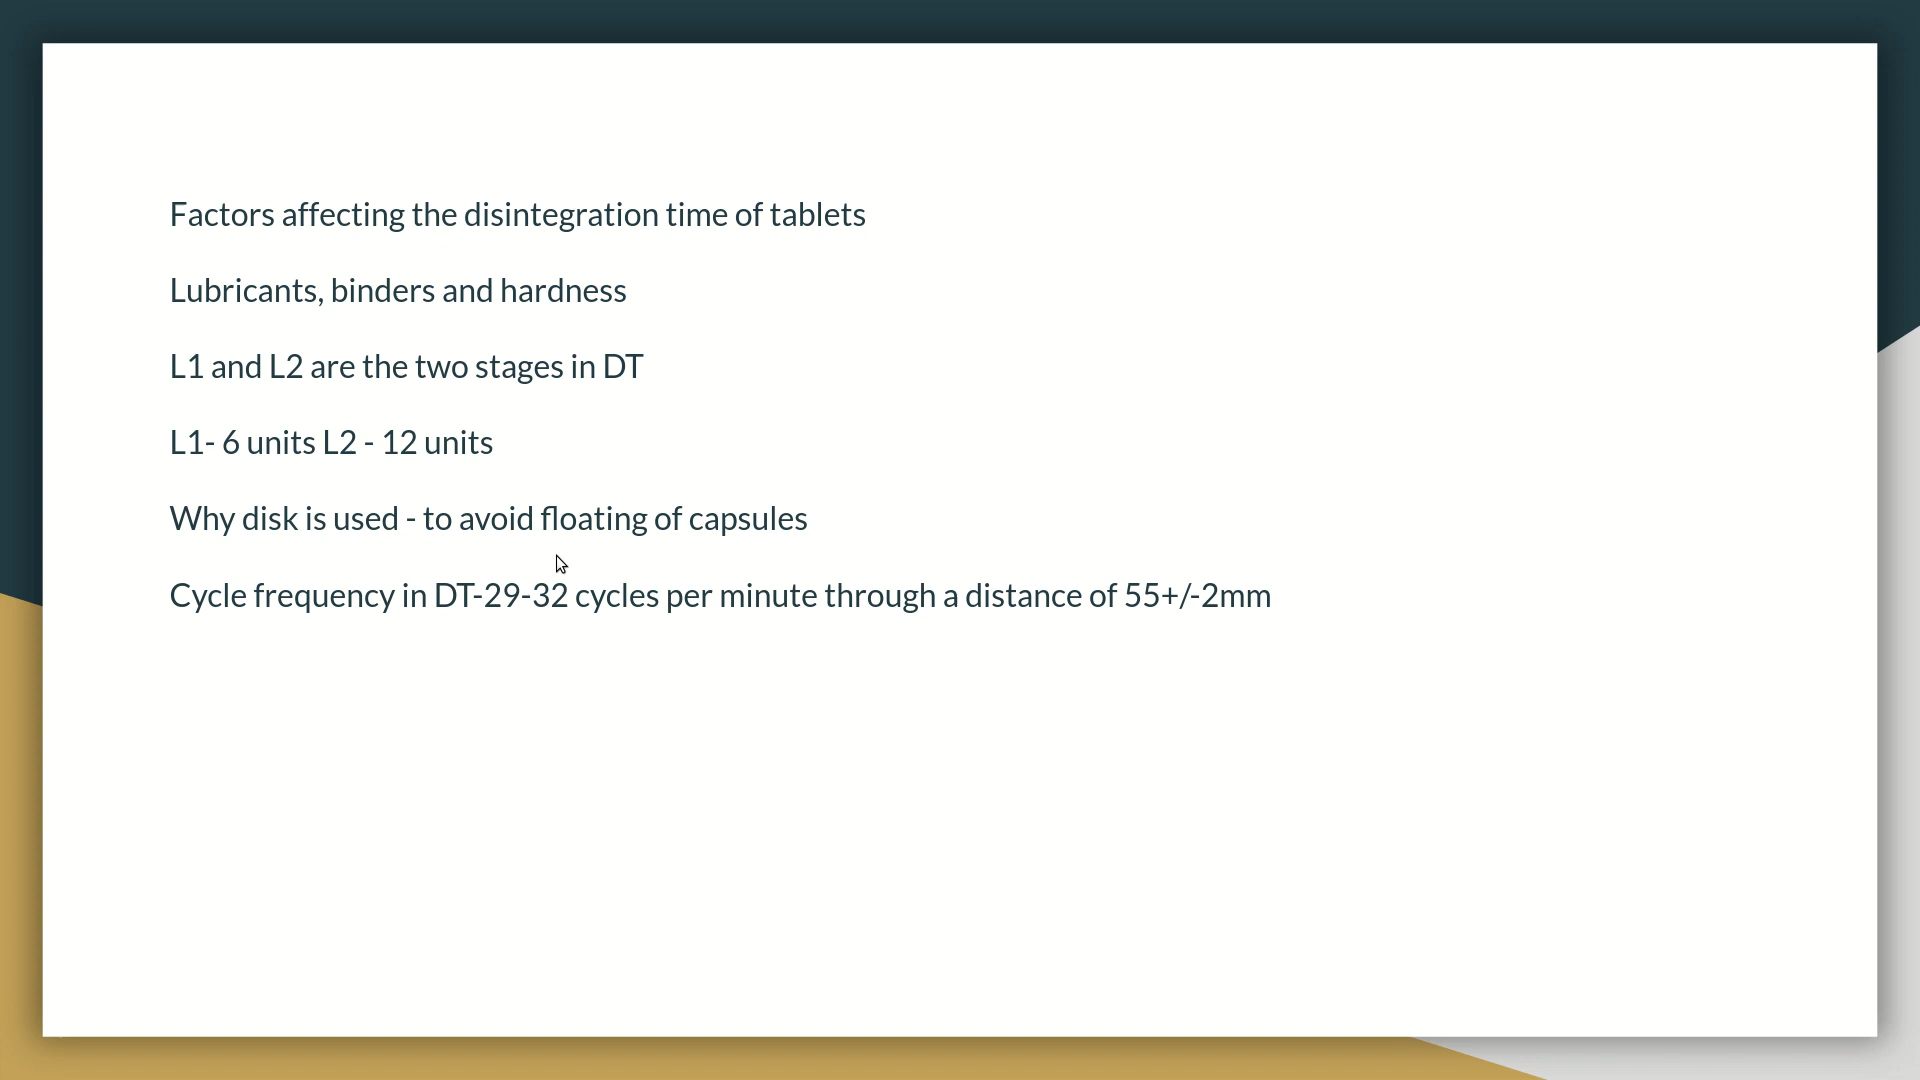 Factors affecting the disintegration time of tablets
Lubricants, binders and hardness
L1 and L2 are the two stages in DT
L1- 6 units L2 - 12 units
Why disk is used - to avoid floating of capsules
Cycle frequency in DT-29-32 cycles per minute through a distance of 55+/-2mm